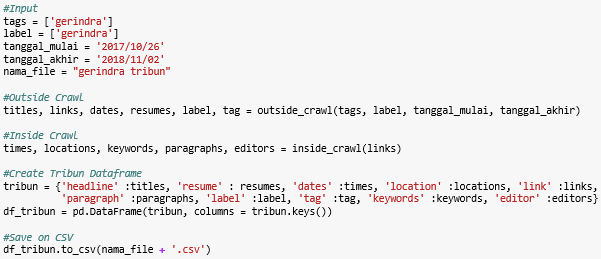 #Input
tags = ['gerindra']
label = ['gerindra']
tanggal_mulai = '2017/10/26'
tanggal_akhir = '2018/11/02'
nama_file = "gerindra tribun"
#Outside Crawl
titles, links, dates, resumes, label, tag = outside_crawl(tags, label, tanggal_mulai, tanggal_akhir)
#Inside Crawl
times, locations, keywords, paragraphs, editors = inside_crawl(links)
#Create Tribun Dataframe
tribun = {'headline' :titles, 'resume' : resumes, 'dates' :times, 'location' :locations, 'link' :links,
'paragraph' :paragraphs, 'label' :label, 'tag' :tag, 'keywords' :keywords, 'editor' :editors}
df_tribun = pd.DataFrame(tribun, columns = tribun.keys())
#Save on CSV
df_tribun.to_csv(nama_file + '.csv')